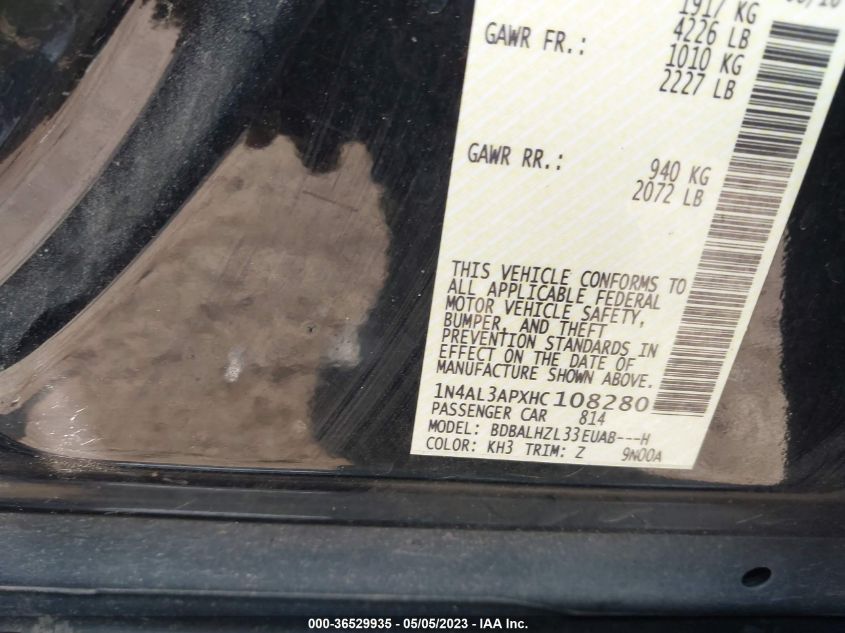 1917 KG
4226 LB
GAWR FR.: 1010 KG
2227 LB
GAWR RR.: 940 KG
2072 LB
THIS VEHICLE CONFORMS TO
ALL APPLICABLE FEDERAL
MOTOR VEHICLE SAFETY,
BUMPER, AND THEFT
PREVENTION STANDARDS IN
EFFECT ON THE DATE OF
MANUFACTURE SHOWN ABOVE.
1N4AL3APXHC108280
PASSENGER CAR 814
MODEL: BDBALHZL33EUAB---H
COLOR: KH3 TRIM: Z 9N00A
000-36529935 - 05/05/2023 - IAA Inc.